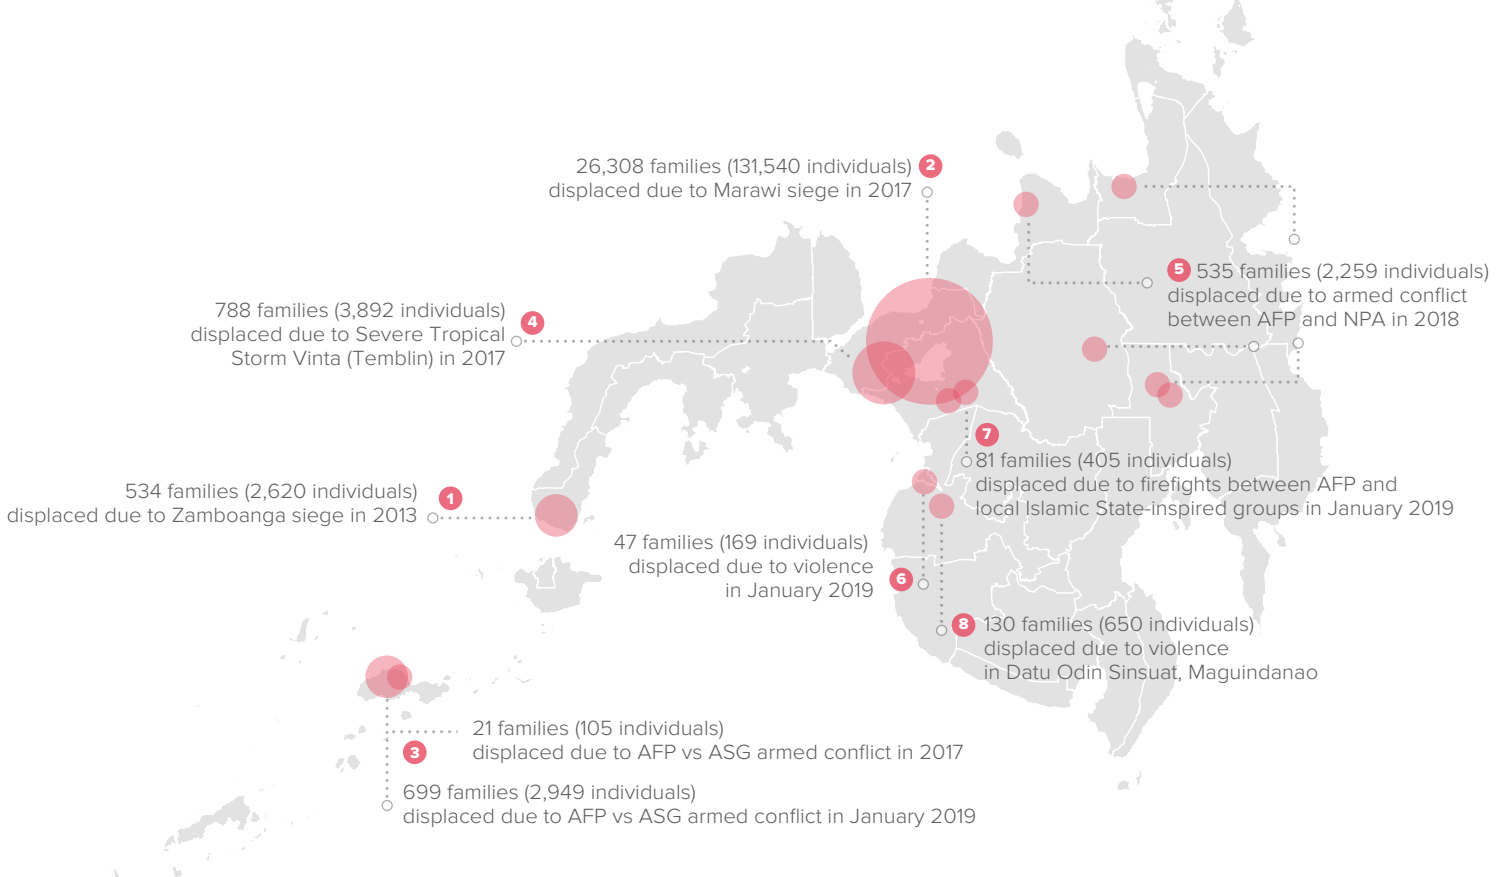 26,308 families (131,540 individuals) 2
displaced due to Marawi siege in 2017
5 535 families (2,259 individuals)
displaced due to armed conflict
between AFP and NPA in 2018
788 families (3,892 individuals) 4
displaced due to Severe Tropical
Storm Vinta (Temblin) in 2017
7
81 families (405 individuals)
displaced due to firefights between AFP and
local Islamic State-inspired groups in January 2019
534 families (2,620 individuals) 1
displaced due to Zamboanga siege in 2013
47 families (169 individuals)
displaced due to violence
in January 2019 6
8 130 families (650 individuals)
displaced due to violence
in Datu Odin Sinsuat, Maguindanao
21 families (105 individuals)
3 displaced due to AFP vs ASG armed conflict in 2017
699 families (2,949 individuals)
displaced due to AFP vs ASG armed conflict in January 2019